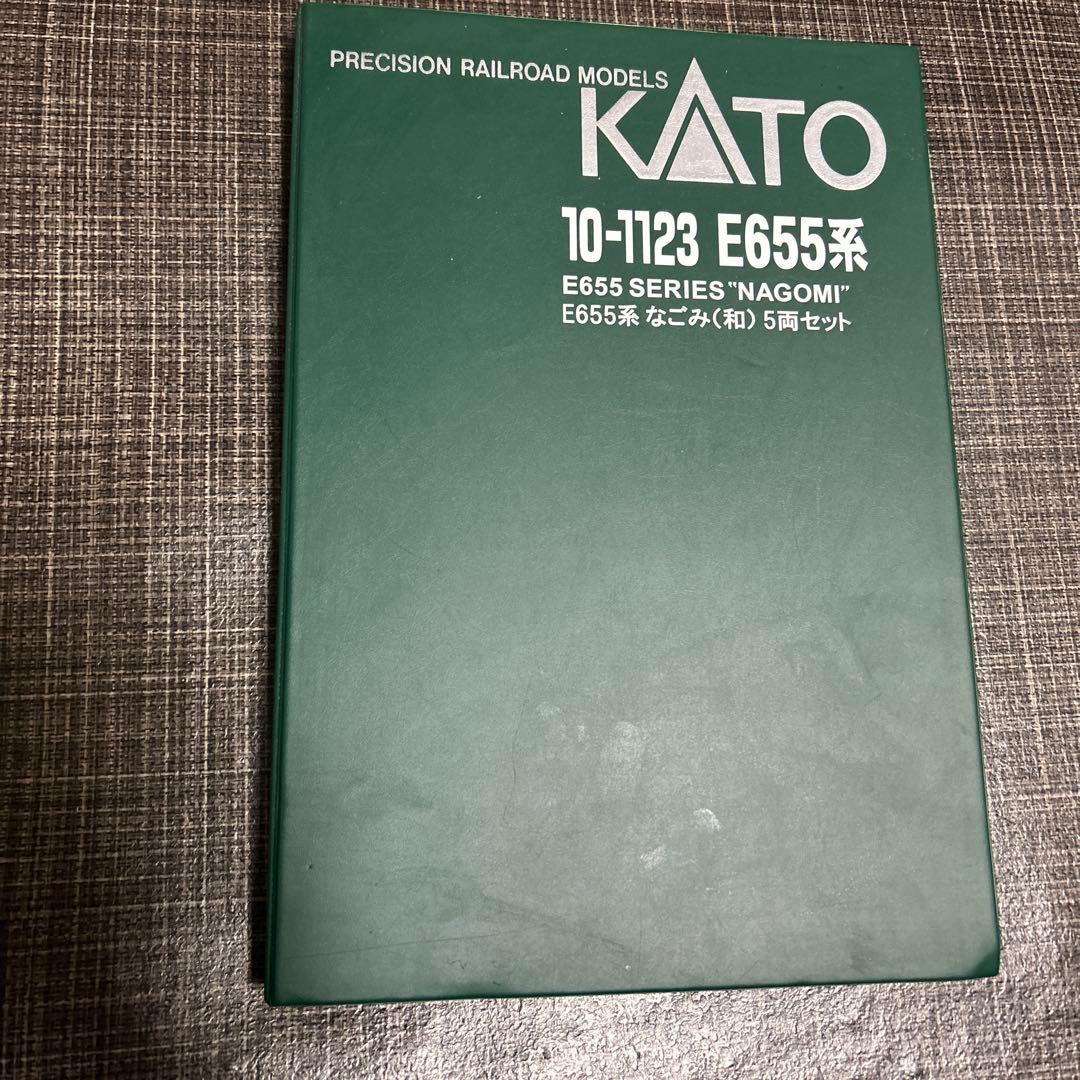 PRECISION RAILROAD MODELS
KATO
10-1123 E655系
E655 SERIES "NAGOMI"
E655系 なごみ(和) 5両セット